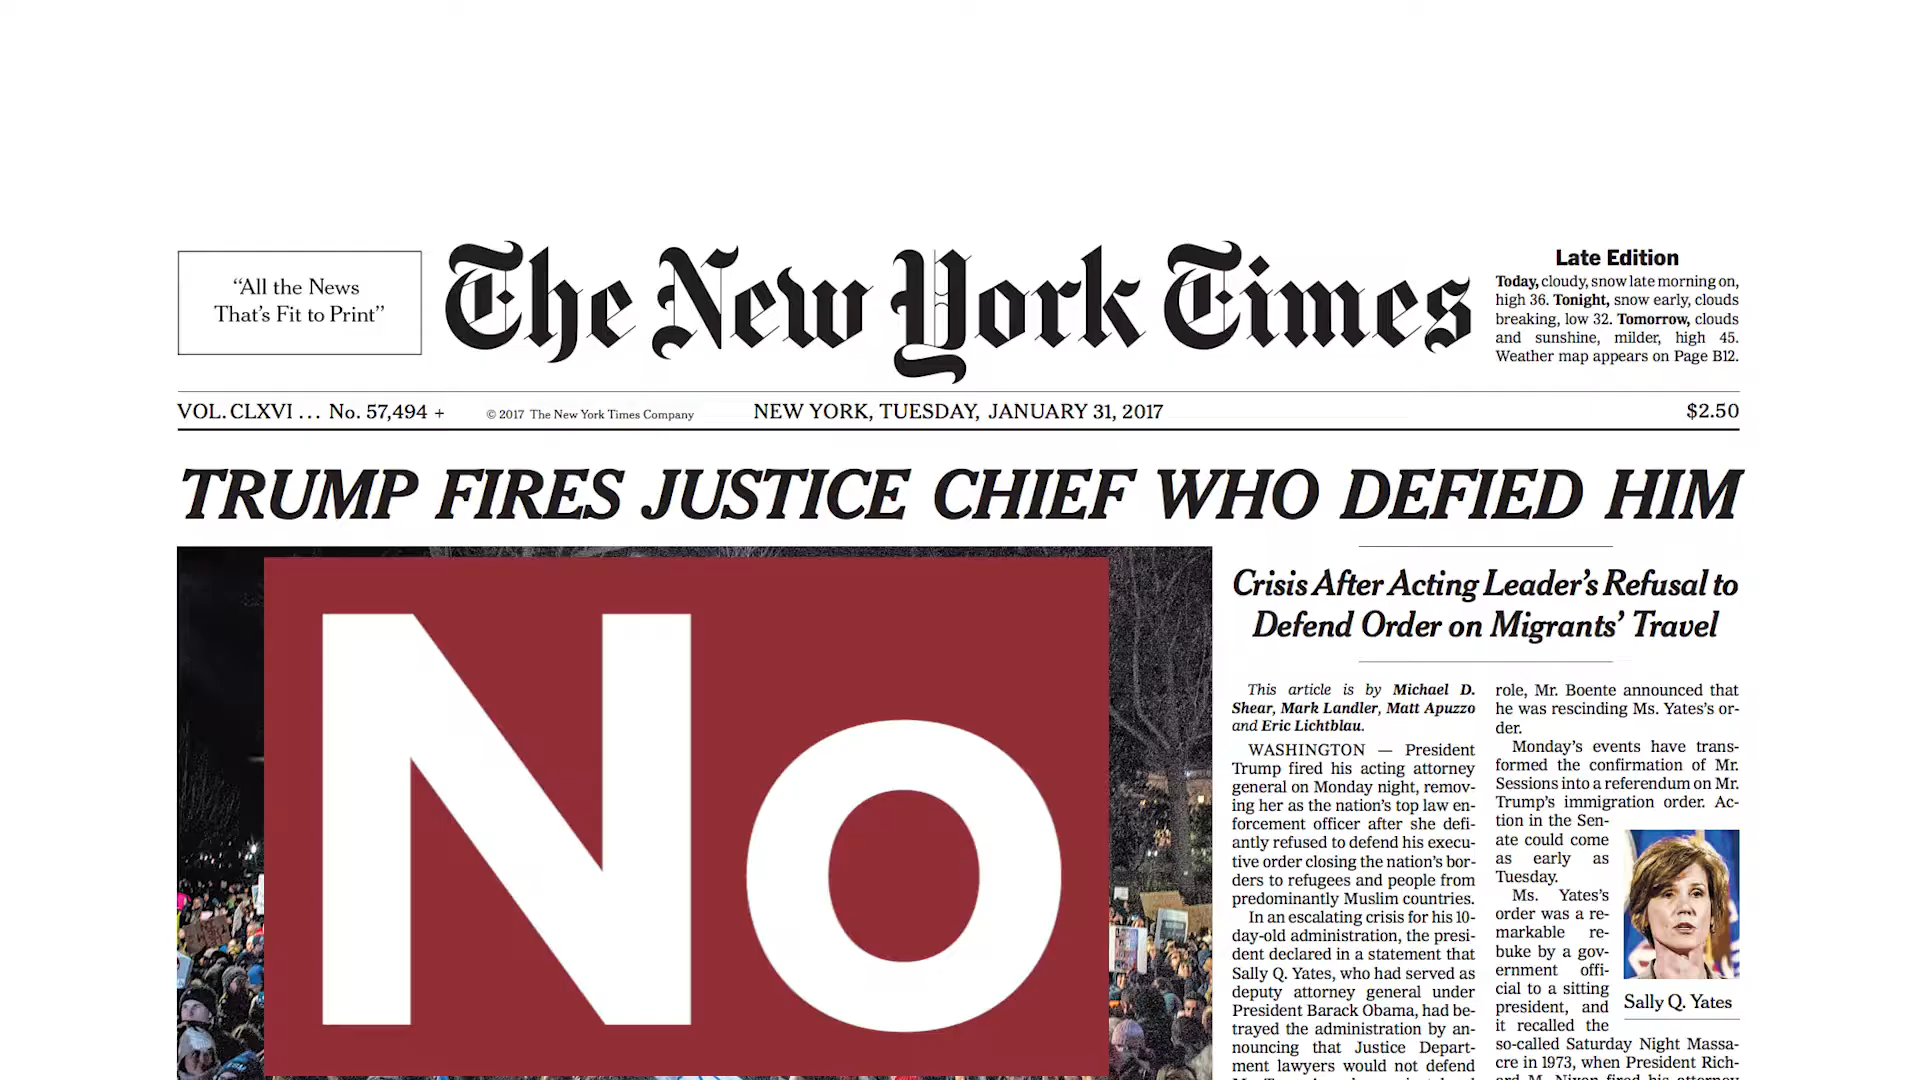 “All the News
That’s Fit to Print”
The New York Times
Late Edition
Today, cloudy, snow late morning on,
high 36. Tonight, snow early, clouds
breaking, low 32. Tomorrow, clouds
and sunshine, milder, high 45.
Weather map appears on Page B12.
VOL. CLXVI . . . No. 57,494 +
© 2017 The New York Times Company
NEW YORK, TUESDAY, JANUARY 31, 2017
$2.50
TRUMP FIRES JUSTICE CHIEF WHO DEFIED HIM
No
Crisis After Acting Leader’s Refusal to
Defend Order on Migrants’ Travel
This article is by Michael D.
Shear, Mark Landler, Matt Apuzzo
and Eric Lichtblau.
WASHINGTON — President
Trump fired his acting attorney
general on Monday night, remov-
ing her as the nation’s top law en-
forcement officer after she defi-
antly refused to defend his execu-
tive order closing the nation’s bor-
ders to refugees and people from
predominantly Muslim countries.
In an escalating crisis for his 10-
day-old administration, the presi-
dent declared in a statement that
Sally Q. Yates, who had served as
deputy attorney general under
President Barack Obama, had be-
trayed the administration by an-
nouncing that Justice Depart-
ment lawyers would not defend
role, Mr. Boente announced that
he was rescinding Ms. Yates’s or-
der.
Monday’s events have trans-
formed the confirmation of Mr.
Sessions into a referendum on Mr.
Trump’s immigration order. Ac-
tion in the Sen-
ate could come
as early as
Tuesday.
Ms. Yates’s
order was a re-
markable re-
buke by a gov-
ernment offi-
cial to a sitting
president, and
it recalled the
so-called Saturday Night Massa-
cre in 1973, when President Rich-
ard M. Nixon fired his attorney
Sally Q. Yates